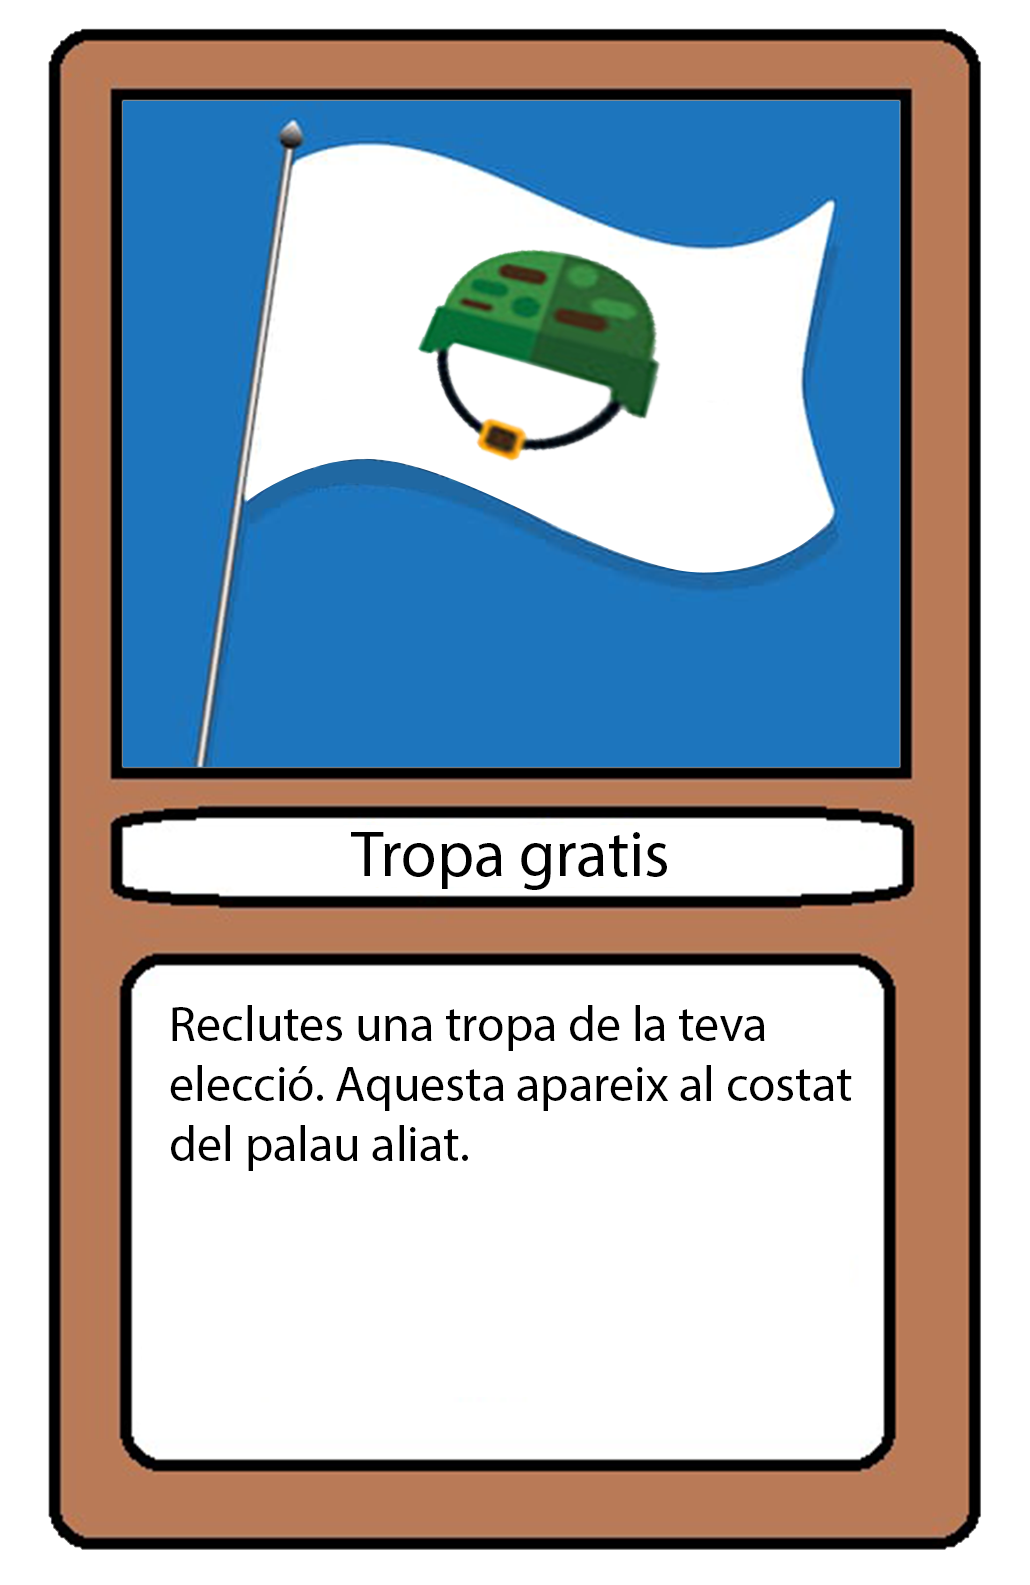 Tropa gratis
Reclutes una tropa de la teva
elecció. Aquesta apareix al costat
del palau aliat.